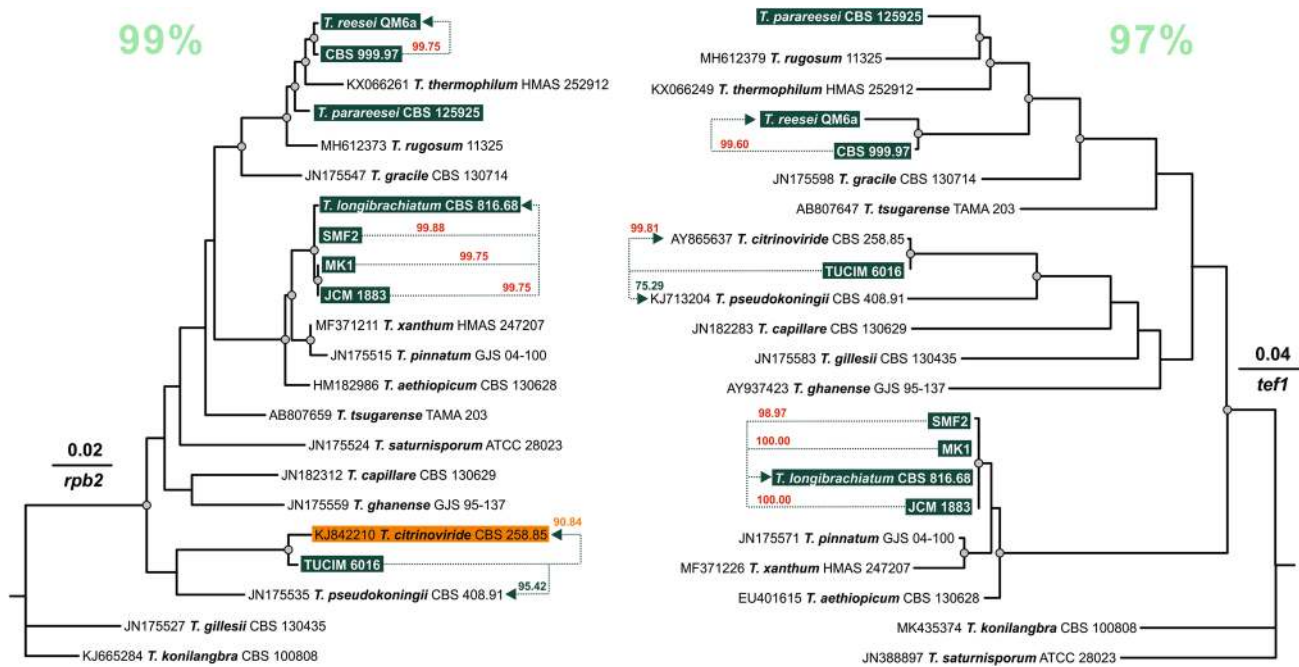 99%
T. reesei QM6a
CBS 999.97
99.75
KX066261 T. thermophilum HMAS 252912
T. parareesei CBS 125925
MH612373 T. rugosum 11325
JN175547 T. gracile CBS 130714
T. longibrachiatum CBS 816.68
SMF2
99.88
MK1
99.75
JCM 1883
99.75
MF371211 T. xanthum HMAS 247207
JN175515 T. pinnatum GJS 04-100
HM182986 T. aethiopicum CBS 130628
AB807659 T. tsugarense TAMA 203
JN175524 T. saturnisporum ATCC 28023
0.02
rpb2
JN182312 T. capillare CBS 130629
JN175559 T. ghanense GJS 95-137
90.84
KJ842210 T. citrinoviride CBS 258.85
TUCIM 6016
95.42
JN175535 T. pseudokoningii CBS 408.91
JN175527 T. gillesii CBS 130435
KJ665284 T. konilangbra CBS 100808
97%
T. parareesei CBS 125925
MH612379 T. rugosum 11325
KX066249 T. thermophilum HMAS 252912
T. reesei QM6a
99.60
CBS 999.97
JN175598 T. gracile CBS 130714
AB807647 T. tsugarense TAMA 203
99.81
AY865637 T. citrinoviride CBS 258.85
TUCIM 6016
75.29
KJ713204 T. pseudokoningii CBS 408.91
JN182283 T. capillare CBS 130629
JN175583 T. gillesii CBS 130435
0.04
tef1
AY937423 T. ghanense GJS 95-137
98.97
SMF2
100.00
MK1
T. longibrachiatum CBS 816.68
100.00
JCM 1883
JN175571 T. pinnatum GJS 04-100
MF371226 T. xanthum HMAS 247207
EU401615 T. aethiopicum CBS 130628
MK435374 T. konilangbra CBS 100808
JN388897 T. saturnisporum ATCC 28023